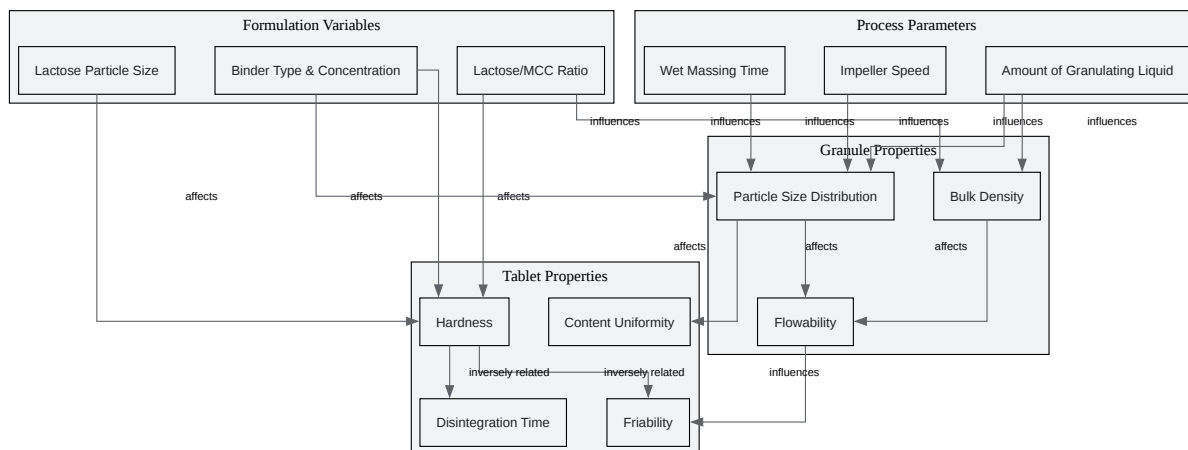 Formulation Variables
Process Parameters
Lactose Particle Size
Binder Type & Concentration
Lactose/MCC Ratio
Wet Massing Time
Impeller Speed
Amount of Granulating Liquid
influences
influences
influences
influences
influences
influences
Granule Properties
affects
affects
affects
Particle Size Distribution
Bulk Density
affects
affects
affects
Tablet Properties
Hardness
Content Uniformity
Flowability
inversely related
inversely related
influences
Disintegration Time
Friability